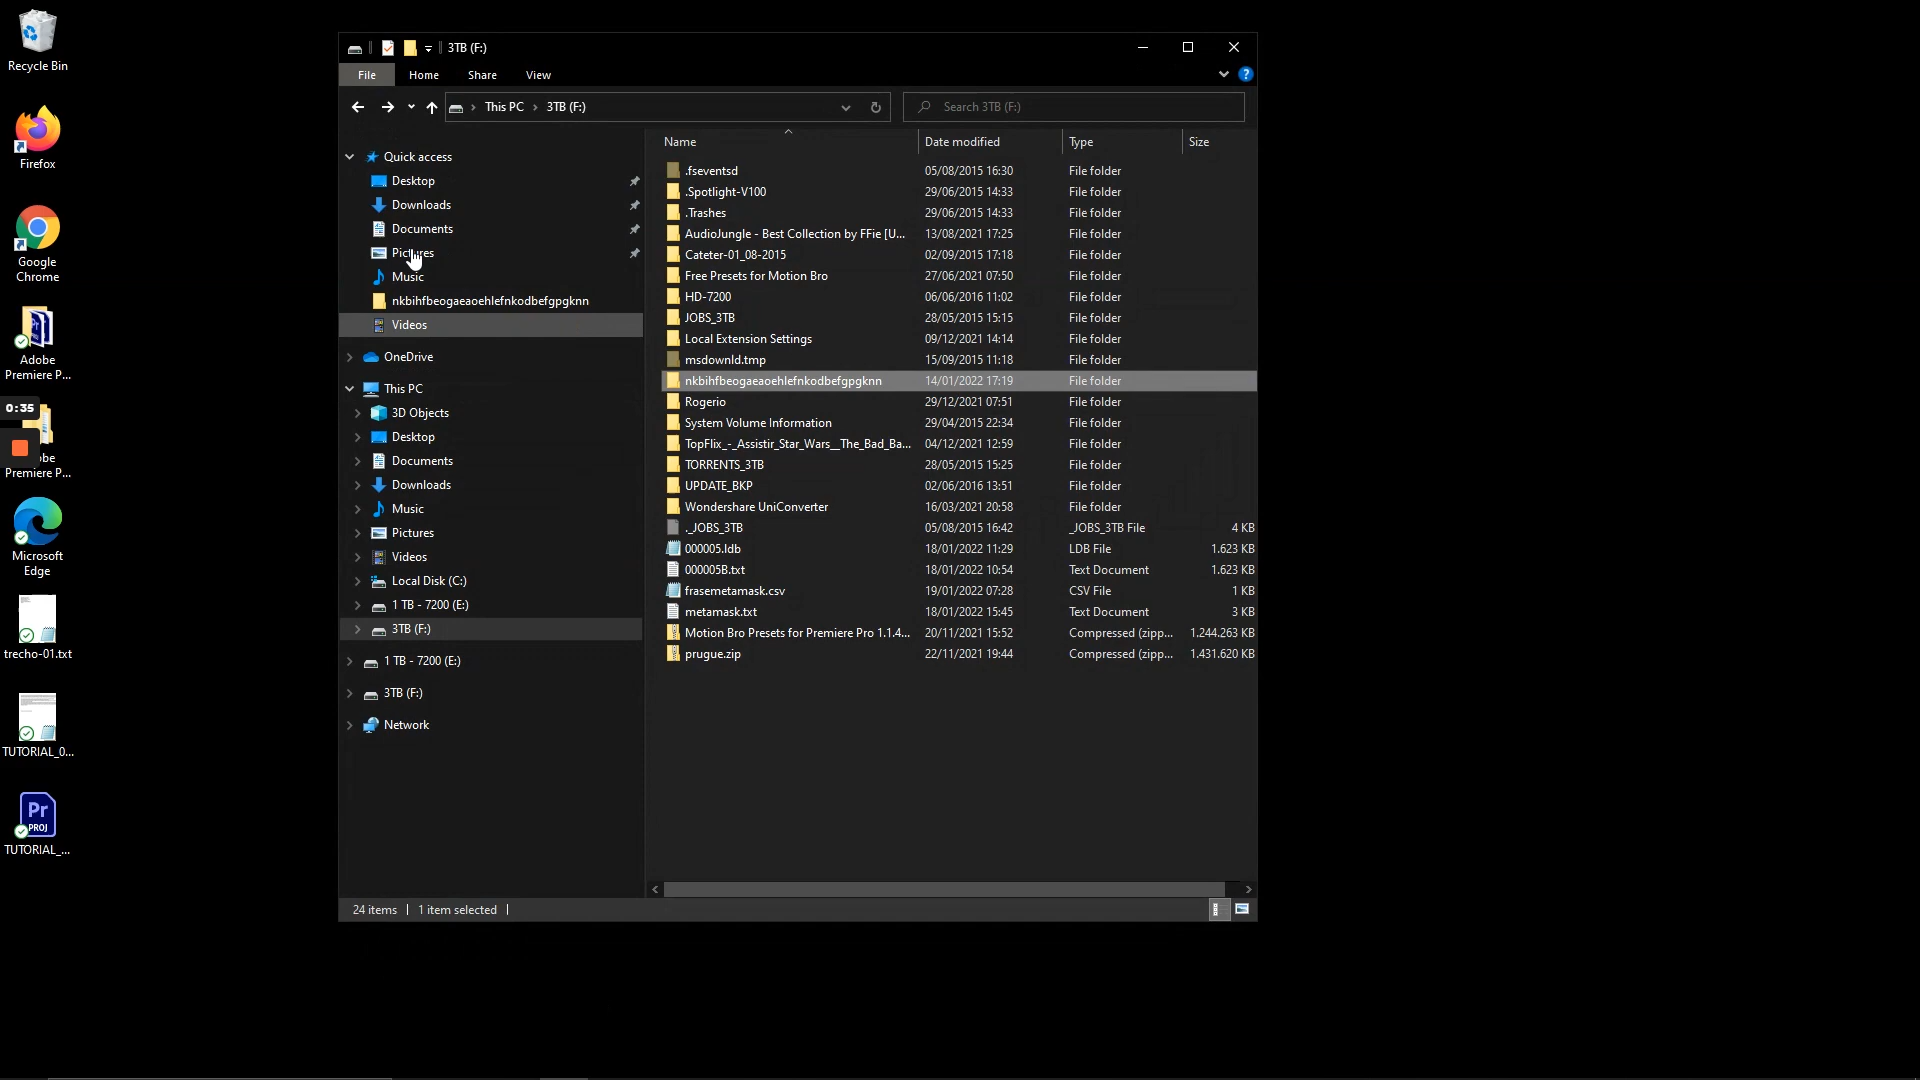 3TB (F:)
File Home Share View
This PC 3TB (F:)
Search 3TB (F:)
Recycle Bin
Firefox
Google
Chrome
Adobe
Premiere P...
0:35
Premiere P...
Microsoft
Edge
trecho-01.txt
TUTORIAL_0...
Pr
PROJ
TUTORIAL_...
Quick access
Desktop
Downloads
Documents
Pictures
Music
nkbihfbeogaeaoehlefnkodbefgpgknn
Videos
OneDrive
This PC
3D Objects
Desktop
Documents
Downloads
Music
Pictures
Videos
Local Disk (C:)
1 TB - 7200 (E:)
3TB (F:)
1 TB - 7200 (E:)
3TB (F:)
Network
Name Date modified Type Size
.fseventsd 05/08/2015 16:30 File folder
.Spotlight-V100 29/06/2015 14:33 File folder
.Trashes 29/06/2015 14:33 File folder
AudioJungle - Best Collection by FFie [U... 13/08/2021 17:25 File folder
Cateter-01_08-2015 02/09/2015 17:18 File folder
Free Presets for Motion Bro 27/06/2021 07:50 File folder
HD-7200 06/06/2016 11:02 File folder
JOBS_3TB 28/05/2015 15:15 File folder
Local Extension Settings 09/12/2021 14:14 File folder
msdownld.tmp 15/09/2015 11:18 File folder
nkbihfbeogaeaoehlefnkodbefgpgknn 14/01/2022 17:19 File folder
Rogerio 29/12/2021 07:51 File folder
System Volume Information 29/04/2015 22:34 File folder
TopFlix_-_Assistir_Star_Wars__The_Bad_Ba... 04/12/2021 12:59 File folder
TORRENTS_3TB 28/05/2015 15:25 File folder
UPDATE_BKP 02/06/2016 13:51 File folder
Wondershare UniConverter 16/03/2021 20:58 File folder
._JOBS_3TB 05/08/2015 16:42 _JOBS_3TB File 4 KB
000005.ldb 18/01/2022 11:29 LDB File 1.623 KB
000005B.txt 18/01/2022 10:54 Text Document 1.623 KB
frasemetamask.csv 19/01/2022 07:28 CSV File 1 KB
metamask.txt 18/01/2022 15:45 Text Document 3 KB
Motion Bro Presets for Premiere Pro 1.1.4... 20/11/2021 15:52 Compressed (zipp... 1.244.263 KB
prugue.zip 22/11/2021 19:44 Compressed (zipp... 1.431.620 KB
24 items 1 item selected